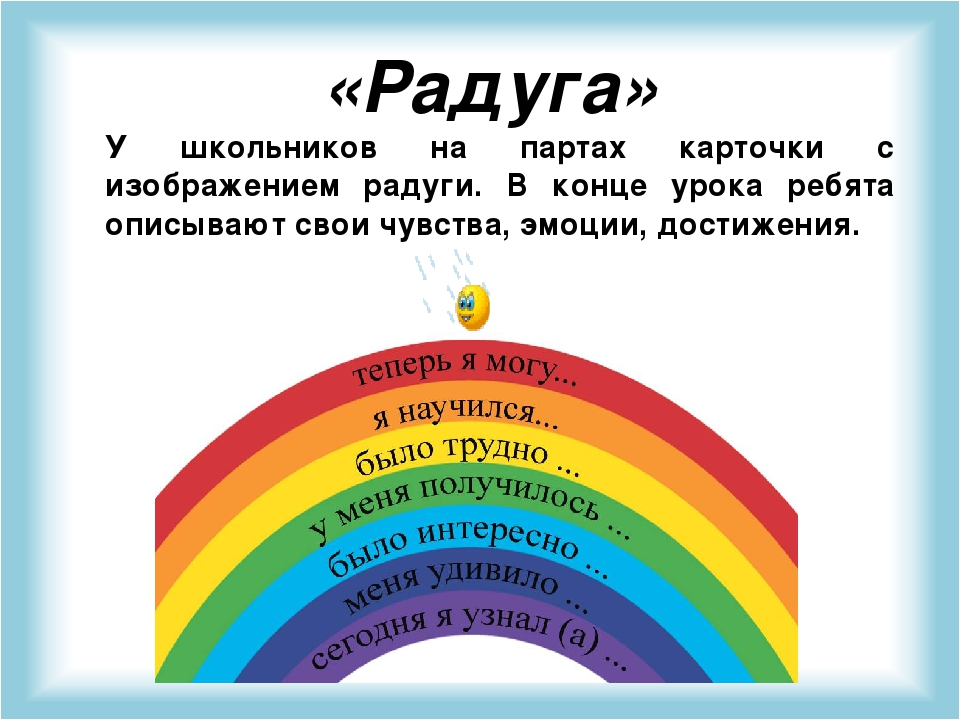 «Радуга»
У школьников на партах карточки с
изображением радуги. В конце урока ребята
описывают свои чувства, эмоции, достижения.
теперь я могу...
я научился...
было трудно ...
у меня получилось ...
было интересно ...
меня удивило ...
сегодня я узнал (а) ...